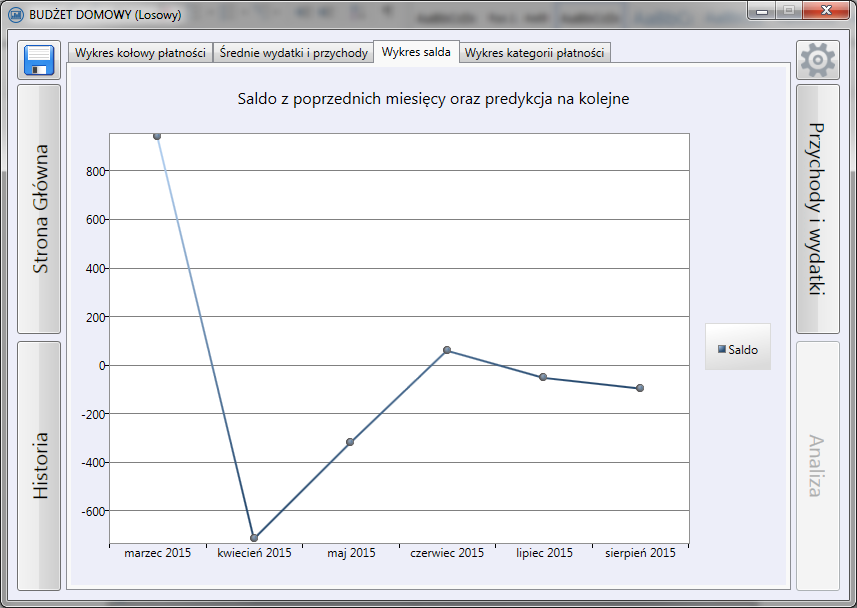 BUDŻET DOMOWY (Losowy)
Wykres kołowy płatności
Średnie wydatki i przychody
Wykres salda
Wykres kategorii płatności
Strona Główna
Historia
Saldo z poprzednich miesięcy oraz predykcja na kolejne
800
600
400
200
0
-200
-400
-600
marzec 2015
kwiecień 2015
maj 2015
czerwiec 2015
lipiec 2015
sierpień 2015
Saldo
Przychody i wydatki
Analiza